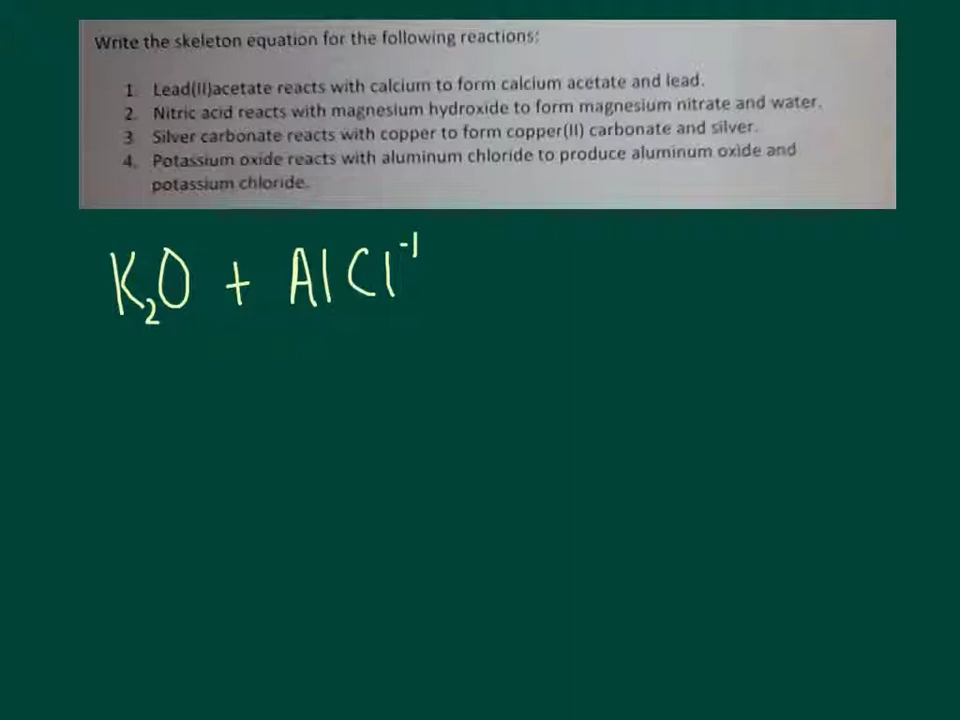 Write the skeleton equation for the following reactions:
1. Lead(II)acetate reacts with calcium to form calcium acetate and lead.
2. Nitric acid reacts with magnesium hydroxide to form magnesium nitrate and water.
3 Silver carbonate reacts with copper to form copper(II) carbonate and silver.
4. Potassium oxide reacts with aluminum chloride to produce aluminum oxide and
potassium chloride.
K₂O + AlCl⁻¹